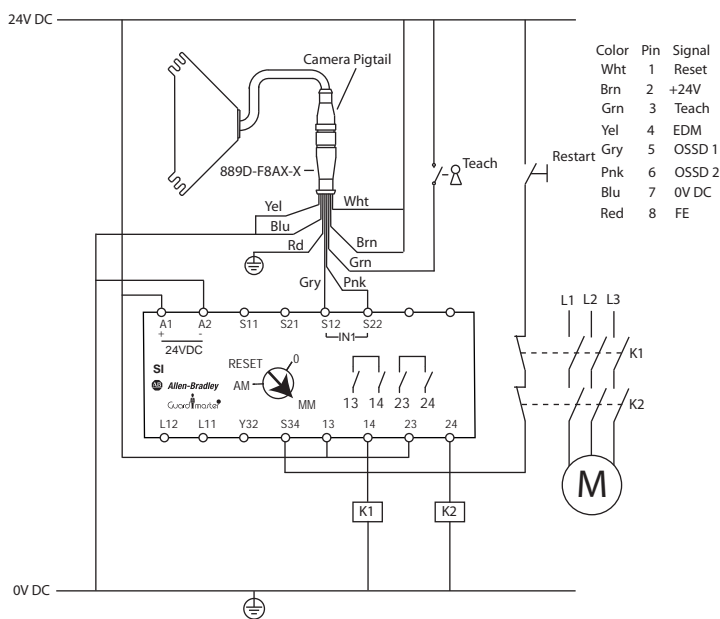 24V DC
Camera Pigtail
Color Pin Signal
Wht 1 Reset
Brn 2 +24V
Grn 3 Teach
Yel 4 EDM
Gry 5 OSSD 1
Pnk 6 OSSD 2
Blu 7 0V DC
Red 8 FE
889D-F8AX-X
Teach
Restart
Yel
Wht
Blu
Rd
Brn
Grn
Gry
Pnk
A1 A2 S11 S21 S12 S22
+ -
IN1
24VDC
SI
RESET
0
AB Allen-Bradley
AM
Guardmaster
MM
13 14 23 24
L12 L11 Y32 S34 13 14 23 24
L1 L2 L3
K1
K2
M
K1
K2
0V DC